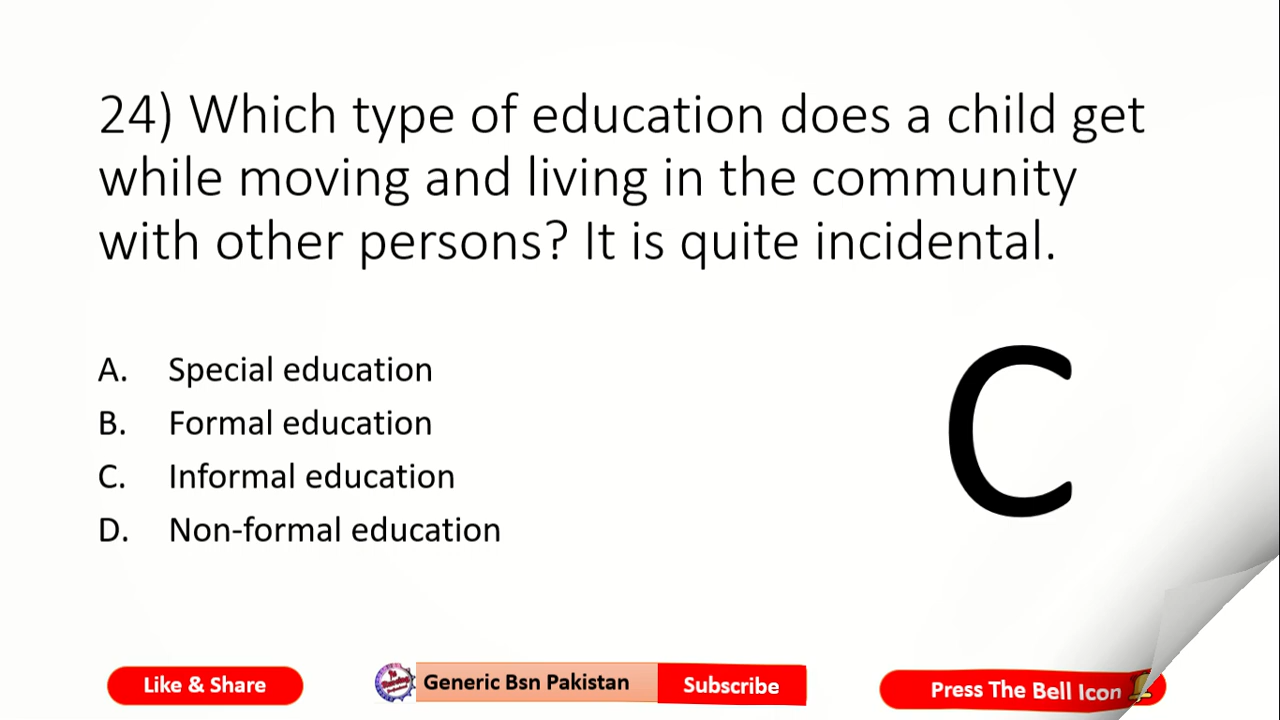 24) Which type of education does a child get
while moving and living in the community
with other persons? It is quite incidental.
A. Special education
B. Formal education
C. Informal education
D. Non-formal education
C
Like & Share
Generic Bsn Pakistan
Subscribe
Press The Bell Icon